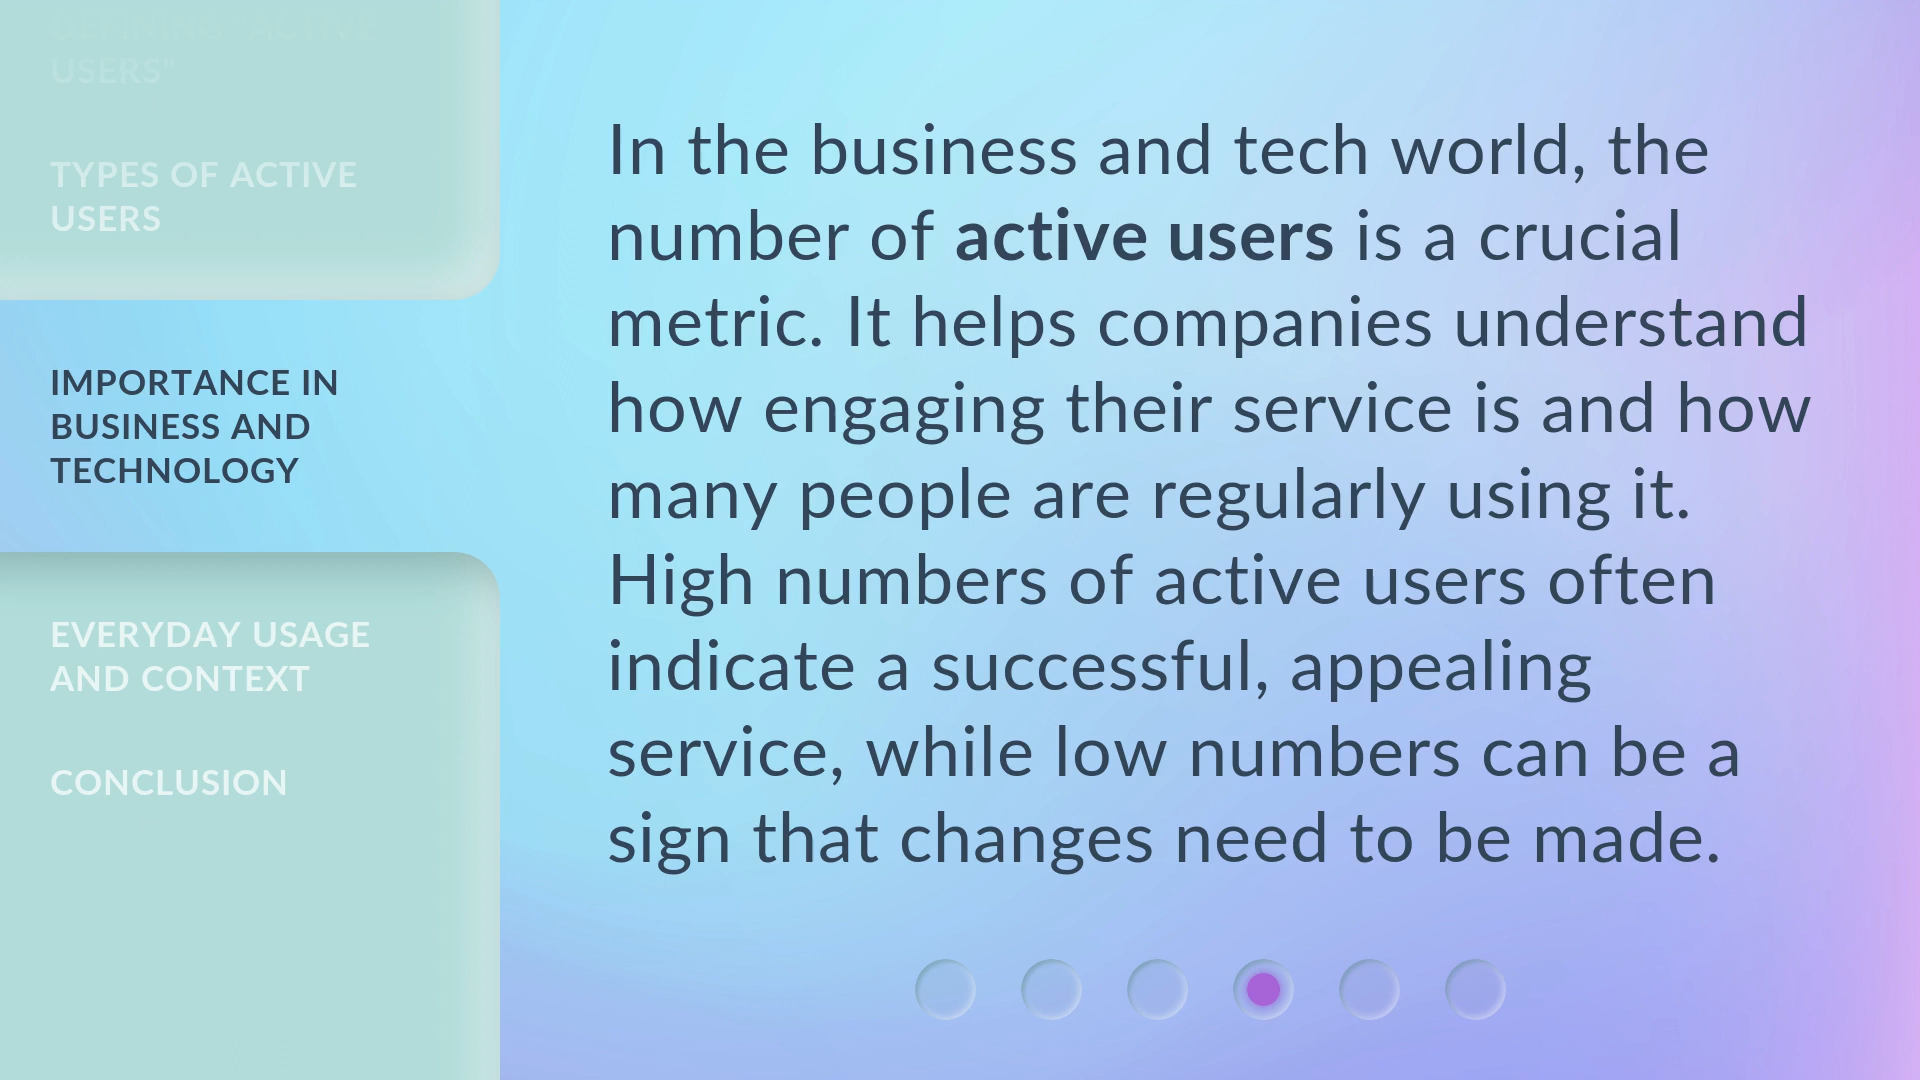 DEFINING "ACTIVE
USERS"
TYPES OF ACTIVE
USERS
IMPORTANCE IN
BUSINESS AND
TECHNOLOGY
EVERYDAY USAGE
AND CONTEXT
CONCLUSION
In the business and tech world, the
number of active users is a crucial
metric. It helps companies understand
how engaging their service is and how
many people are regularly using it.
High numbers of active users often
indicate a successful, appealing
service, while low numbers can be a
sign that changes need to be made.